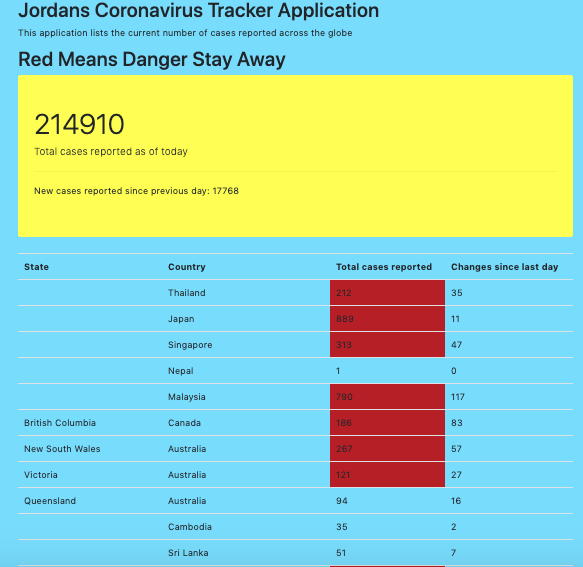 Jordans Coronavirus Tracker Application
This application lists the current number of cases reported across the globe
Red Means Danger Stay Away
214910
Total cases reported as of today
New cases reported since previous day: 17768
State Country Total cases reported Changes since last day
Thailand 212 35
Japan 889 11
Singapore 313 47
Nepal 1 0
Malaysia 790 117
British Columbia Canada 186 83
New South Wales Australia 267 57
Victoria Australia 121 27
Queensland Australia 94 16
Cambodia 35 2
Sri Lanka 51 7